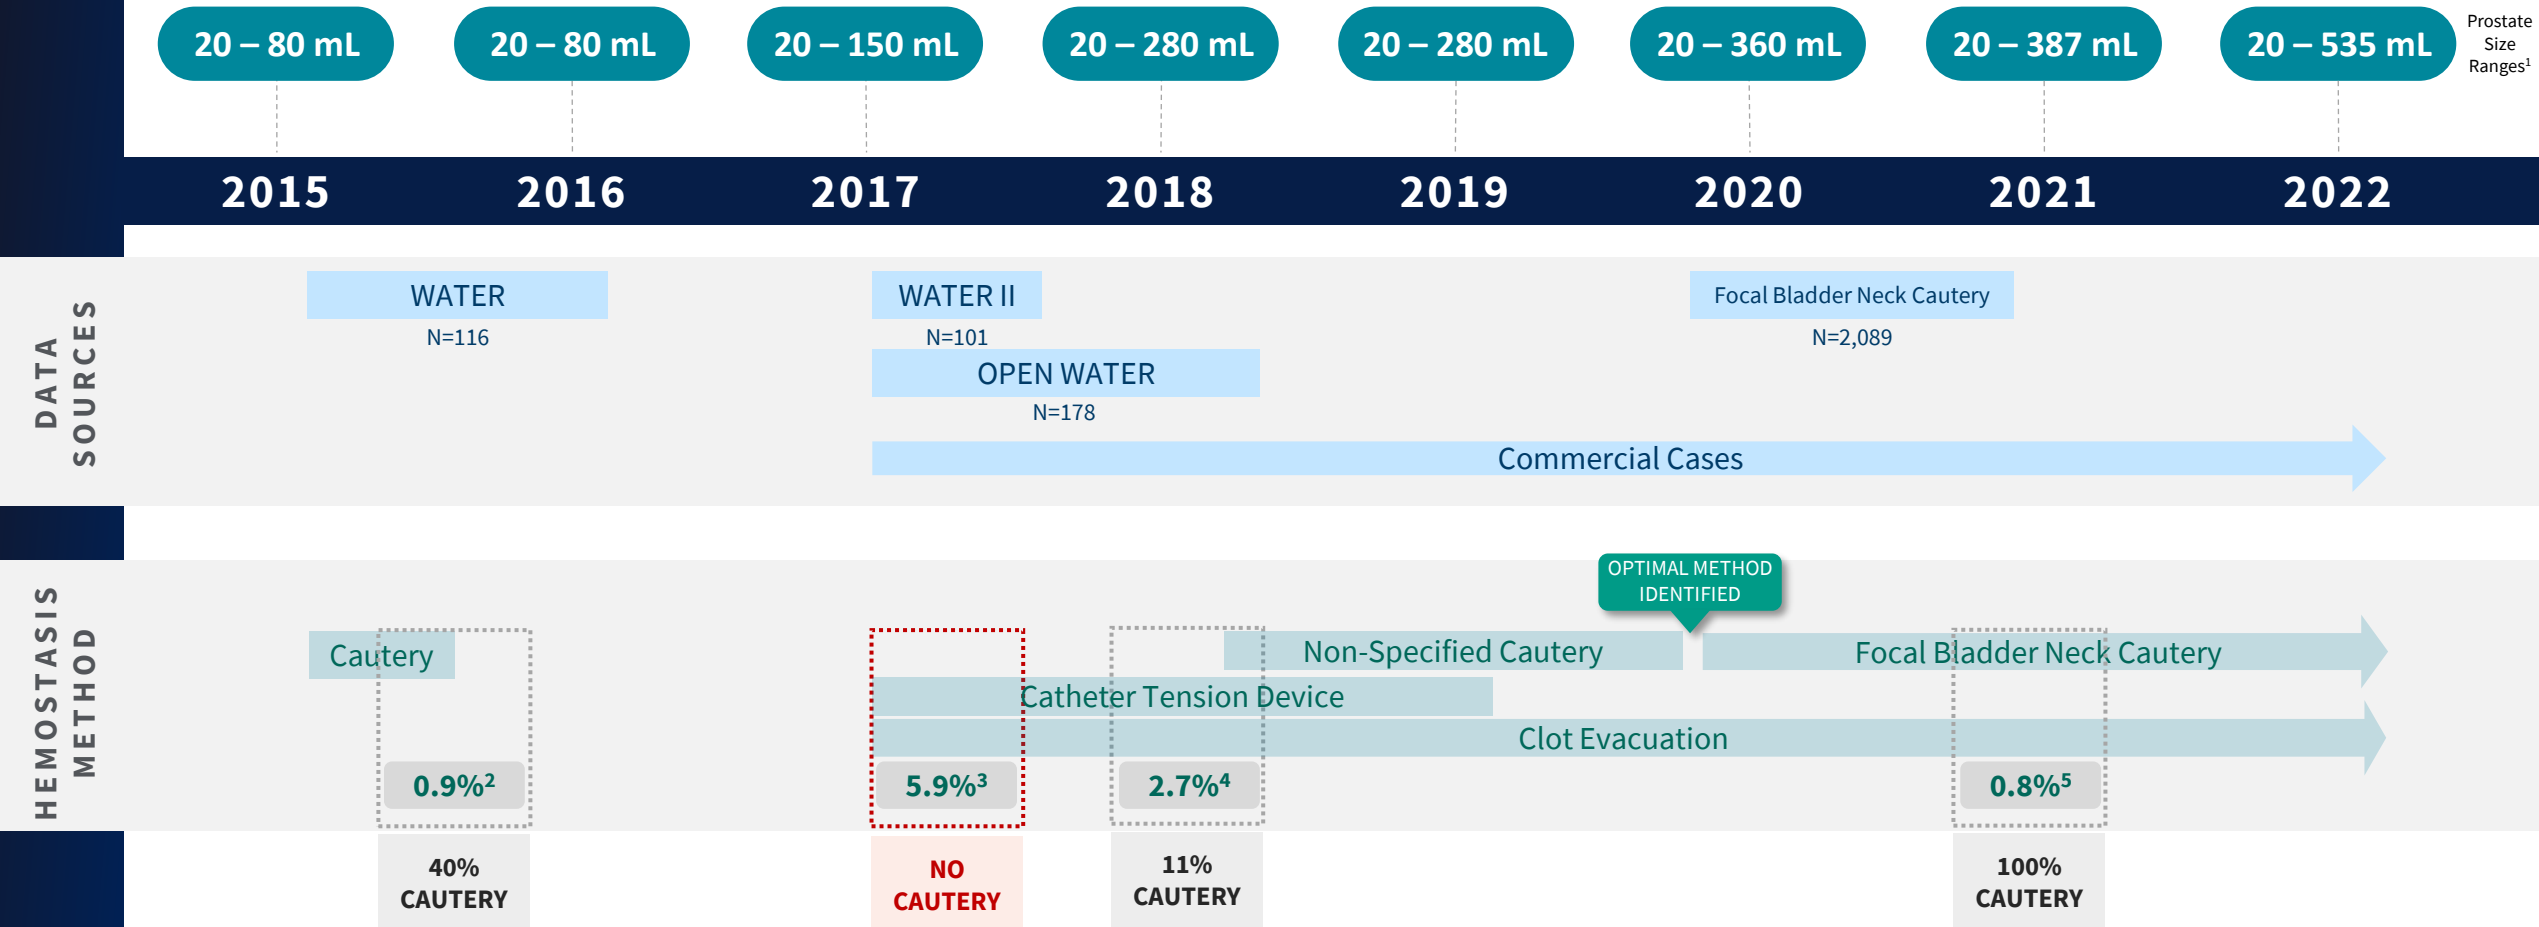 20 – 80 mL
20 – 80 mL
20 – 150 mL
20 – 280 mL
20 – 280 mL
20 – 360 mL
20 – 387 mL
20 – 535 mL
Prostate
Size
Ranges¹
2015
2016
2017
2018
2019
2020
2021
2022
DATA
SOURCES
WATER
N=116
WATER II
N=101
OPEN WATER
N=178
Focal Bladder Neck Cautery
N=2,089
Commercial Cases
HEMOSTASIS
METHOD
OPTIMAL METHOD
IDENTIFIED
Cautery
Non-Specified Cautery
Focal Bladder Neck Cautery
Catheter Tension Device
Clot Evacuation
0.9%²
5.9%³
2.7%⁴
0.8%⁵
40%
CAUTERY
NO
CAUTERY
11%
CAUTERY
100%
CAUTERY